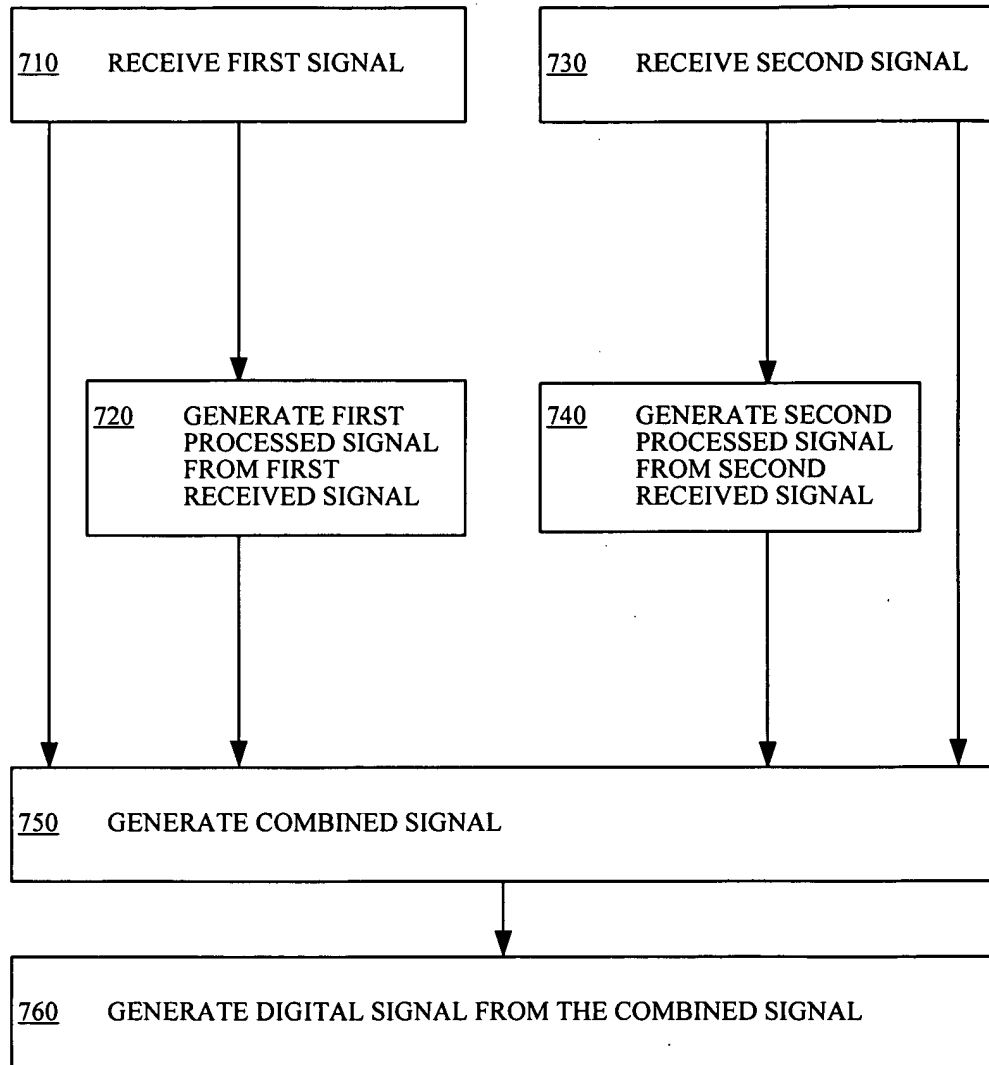 710 RECEIVE FIRST SIGNAL
730 RECEIVE SECOND SIGNAL
720 GENERATE FIRST
PROCESSED SIGNAL
FROM FIRST
RECEIVED SIGNAL
740 GENERATE SECOND
PROCESSED SIGNAL
FROM SECOND
RECEIVED SIGNAL
750 GENERATE COMBINED SIGNAL
760 GENERATE DIGITAL SIGNAL FROM THE COMBINED SIGNAL